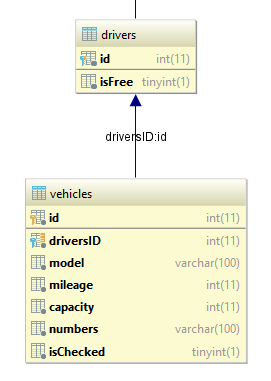 drivers
id int(11)
isFree tinyint(1)
driversID:id
vehicles
id int(11)
driversID int(11)
model varchar(100)
mileage int(11)
capacity int(11)
numbers varchar(100)
isChecked tinyint(1)